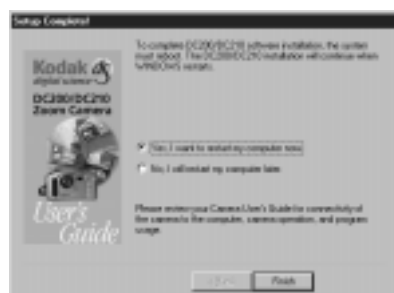 Setup Complete!
To complete DC200/DC210 software installation, the system
must reboot. The DC200/DC210 installation will continue when
WINDOWS restarts.
Kodak
digital science
DC200/DC210
Zoom Camera
User's
Guide
Yes, I want to restart my computer now.
No, I will restart my computer later.
Please review your Camera User's Guide for connectivity of
the camera to the computer, camera operation, and program
usage.
Finish